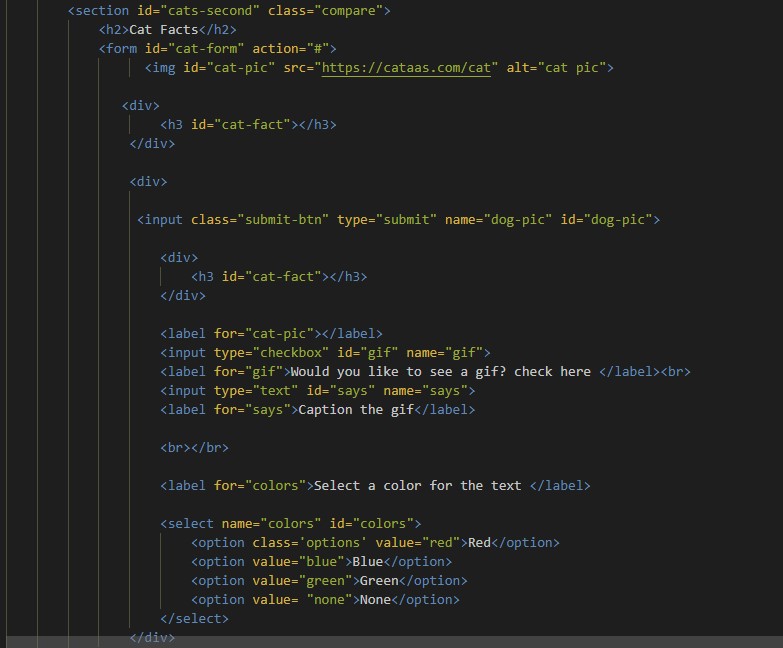 <section id="cats-second" class="compare">
<h2>Cat Facts</h2>
<form id="cat-form" action="#">
<img id="cat-pic" src="https://cataas.com/cat" alt="cat pic">
<div>
<h3 id="cat-fact"></h3>
</div>
<div>
<input class="submit-btn" type="submit" name="dog-pic" id="dog-pic">
<div>
<h3 id="cat-fact"></h3>
</div>
<label for="cat-pic"></label>
<input type="checkbox" id="gif" name="gif">
<label for="gif">Would you like to see a gif? check here </label><br>
<input type="text" id="says" name="says">
<label for="says">Caption the gif</label>
<br></br>
<label for="colors">Select a color for the text </label>
<select name="colors" id="colors">
<option class='options' value="red">Red</option>
<option value="blue">Blue</option>
<option value="green">Green</option>
<option value= "none">None</option>
</select>
</div>